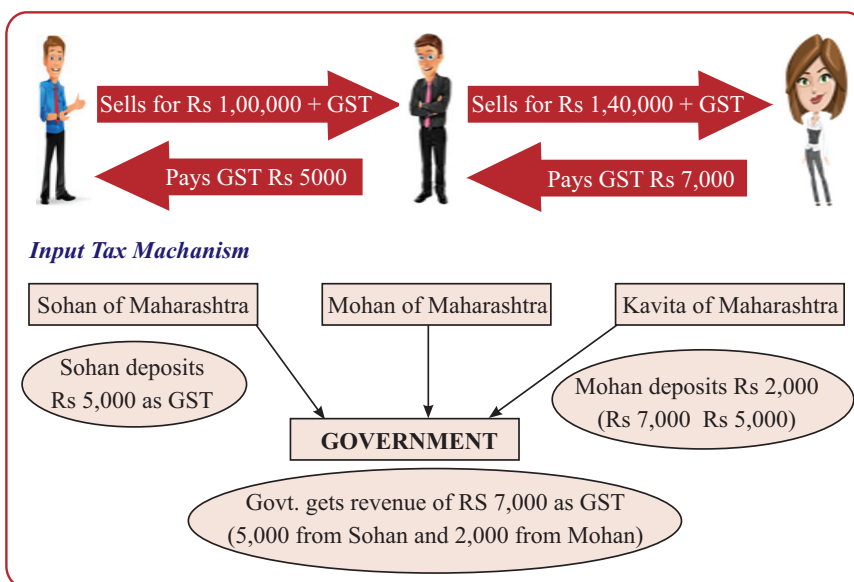 Sells for Rs 1,00,000 + GST
Sells for Rs 1,40,000 + GST
Pays GST Rs 5000
Pays GST Rs 7,000
Input Tax Machanism
Sohan of Maharashtra
Mohan of Maharashtra
Kavita of Maharashtra
Sohan deposits
Rs 5,000 as GST
Mohan deposits Rs 2,000
(Rs 7,000 Rs 5,000)
GOVERNMENT
Govt. gets revenue of RS 7,000 as GST
(5,000 from Sohan and 2,000 from Mohan)